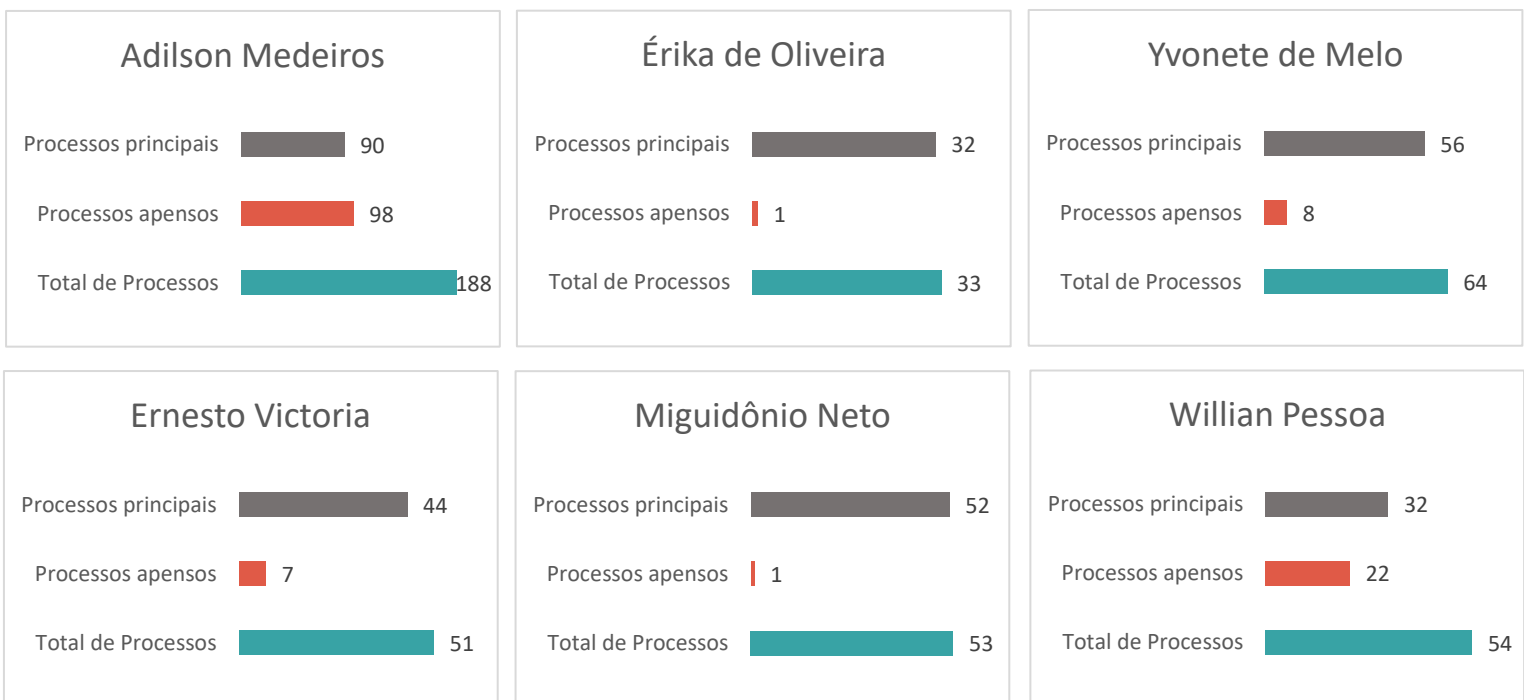 Adilson Medeiros
Processos principais 90
Processos apensos 98
Total de Processos 188
Érika de Oliveira
Processos principais 32
Processos apensos 1
Total de Processos 33
Yvonete de Melo
Processos principais 56
Processos apensos 8
Total de Processos 64
Ernesto Victoria
Processos principais 44
Processos apensos 7
Total de Processos 51
Miguidônio Neto
Processos principais 52
Processos apensos 1
Total de Processos 53
Willian Pessoa
Processos principais 32
Processos apensos 22
Total de Processos 54